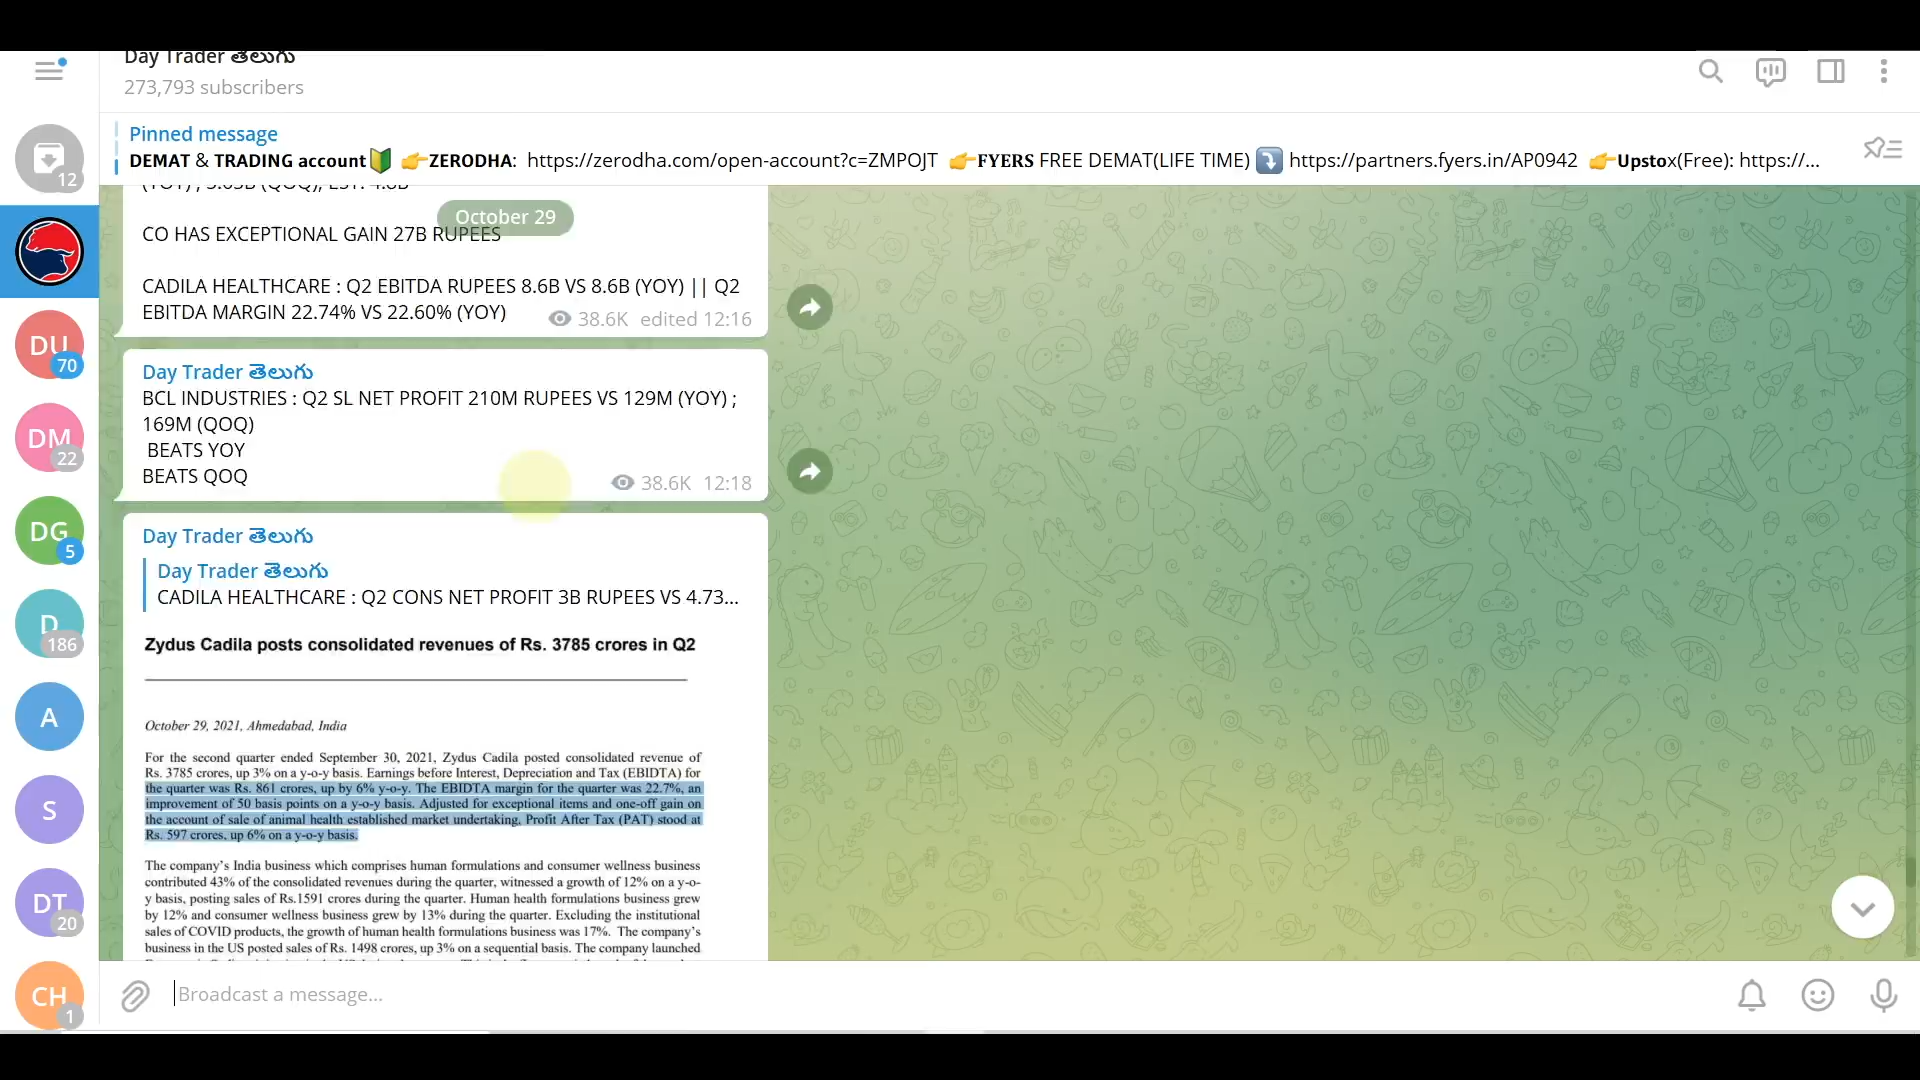 Day Trader తెలుగు
273,793 subscribers
Pinned message
DEMAT & TRADING account🔰 👉ZERODHA: https://zerodha.com/open-account?c=ZMPOJT 👉FYERS FREE DEMAT(LIFE TIME) ⤵️ https://partners.fyers.in/AP0942 👉Upstox(Free): https://...
October 29
CO HAS EXCEPTIONAL GAIN 27B RUPEES
CADILA HEALTHCARE : Q2 EBITDA RUPEES 8.6B VS 8.6B (YOY) || Q2
EBITDA MARGIN 22.74% VS 22.60% (YOY)
38.6K edited 12:16
Day Trader తెలుగు
BCL INDUSTRIES : Q2 SL NET PROFIT 210M RUPEES VS 129M (YOY) ;
169M (QOQ)
BEATS YOY
BEATS QOQ
38.6K 12:18
Day Trader తెలుగు
Day Trader తెలుగు
CADILA HEALTHCARE : Q2 CONS NET PROFIT 3B RUPEES VS 4.73...
Zydus Cadila posts consolidated revenues of Rs. 3785 crores in Q2
October 29, 2021, Ahmedabad, India
For the second quarter ended September 30, 2021, Zydus Cadila posted consolidated revenue of
Rs. 3785 crores, up 3% on a y-o-y basis. Earnings before Interest, Depreciation and Tax (EBIDTA) for
the quarter was Rs. 861 crores, up by 6% y-o-y. The EBIDTA margin for the quarter was 22.7%, an
improvement of 50 basis points on a y-o-y basis. Adjusted for exceptional items and one-off gain on
the account of sale of animal health established market undertaking, Profit After Tax (PAT) stood at
Rs. 597 crores, up 6% on a y-o-y basis.
The company's India business which comprises human formulations and consumer wellness business
contributed 43% of the consolidated revenues during the quarter, witnessed a growth of 12% on a y-o-
y basis, posting sales of Rs.1591 crores during the quarter. Human health formulations business grew
by 12% and consumer wellness business grew by 13% during the quarter. Excluding the institutional
sales of COVID products, the growth of human health formulations business was 17%. The company's
business in the US posted sales of Rs. 1498 crores, up 3% on a sequential basis. The company launched
Broadcast a message...
12
DU
70
DM
22
DG
5
D
186
A
S
DT
20
CH
1